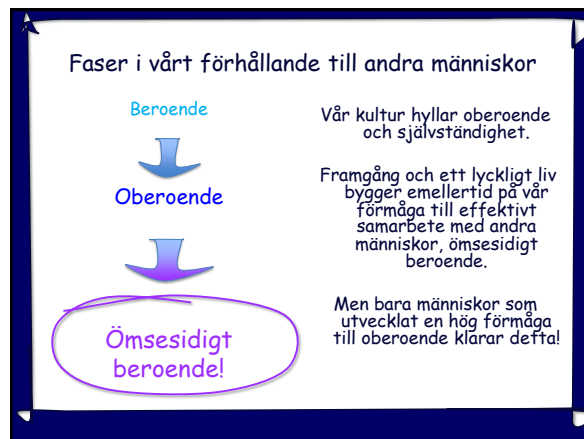 Faser i vårt förhållande till andra människor
Beroende
Oberoende
Ömsesidigt
beroende!
Vår kultur hyllar oberoende
och självständighet.
Framgång och ett lyckligt liv
bygger emellertid på vår
förmåga till effektivt
samarbete med andra
människor, ömsesidigt
beroende.
Men bara människor som
utvecklat en hög förmåga
till oberoende klarar detta!